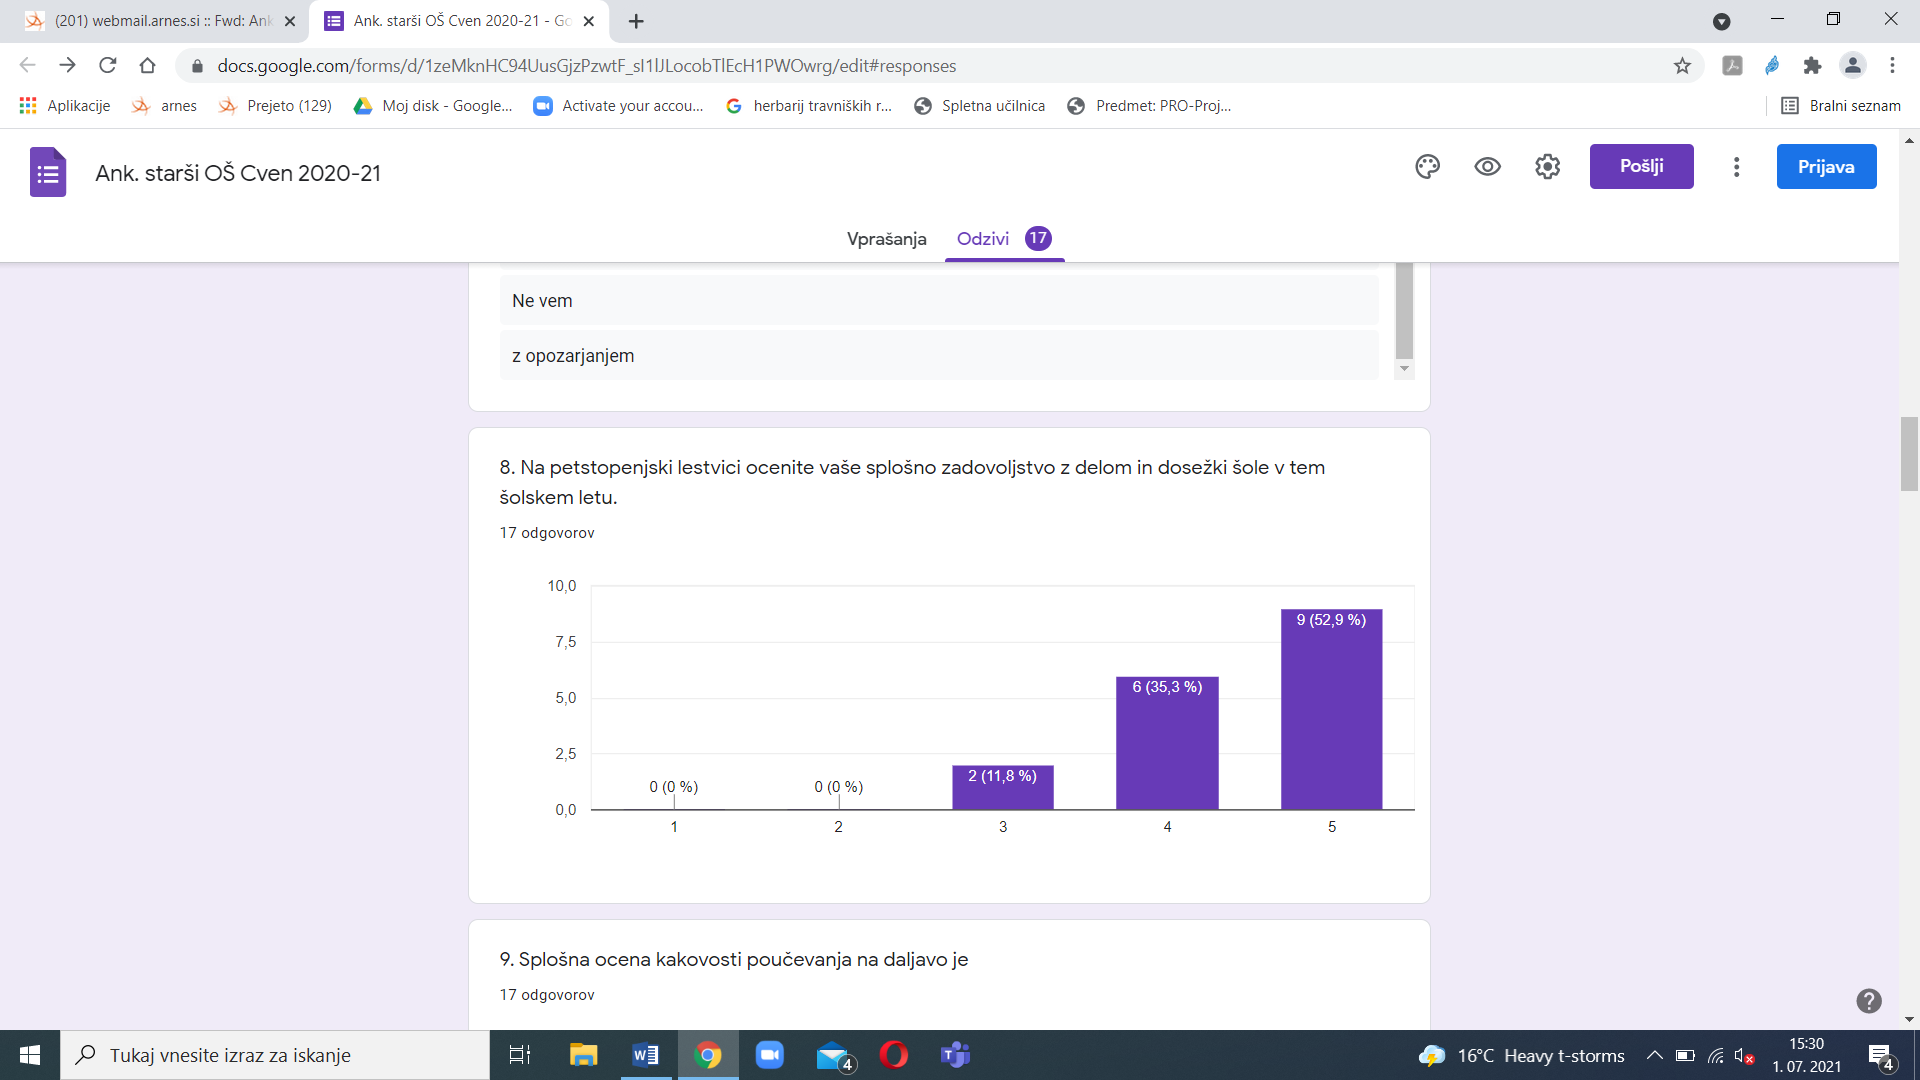 (201) webmail.arnes.si :: Fwd: Ank
Ank. starši OŠ Cven 2020-21 - Go
docs.google.com/forms/d/1zeMknHC94UusGjzPzwtF_sI1lJLocobTlEcH1PWOwrg/edit#responses
Aplikacije
arnes
Prejeto (129)
Moj disk - Google...
Activate your accou...
herbarij travniških r...
Spletna učilnica
Predmet: PRO-Proj...
Bralni seznam
Ank. starši OŠ Cven 2020-21
Pošlji
Prijava
Vprašanja
Odzivi 17
Ne vem
z opozarjanjem
8. Na petstopenjski lestvici ocenite vaše splošno zadovoljstvo z delom in dosežki šole v tem
šolskem letu.
17 odgovorov
10,0
7,5
5,0
2,5
0,0
0 (0 %)
0 (0 %)
2 (11,8 %)
6 (35,3 %)
9 (52,9 %)
1
2
3
4
5
9. Splošna ocena kakovosti poučevanja na daljavo je
17 odgovorov
Tukaj vnesite izraz za iskanje
4
16°C Heavy t-storms
15:30
1. 07. 2021
4